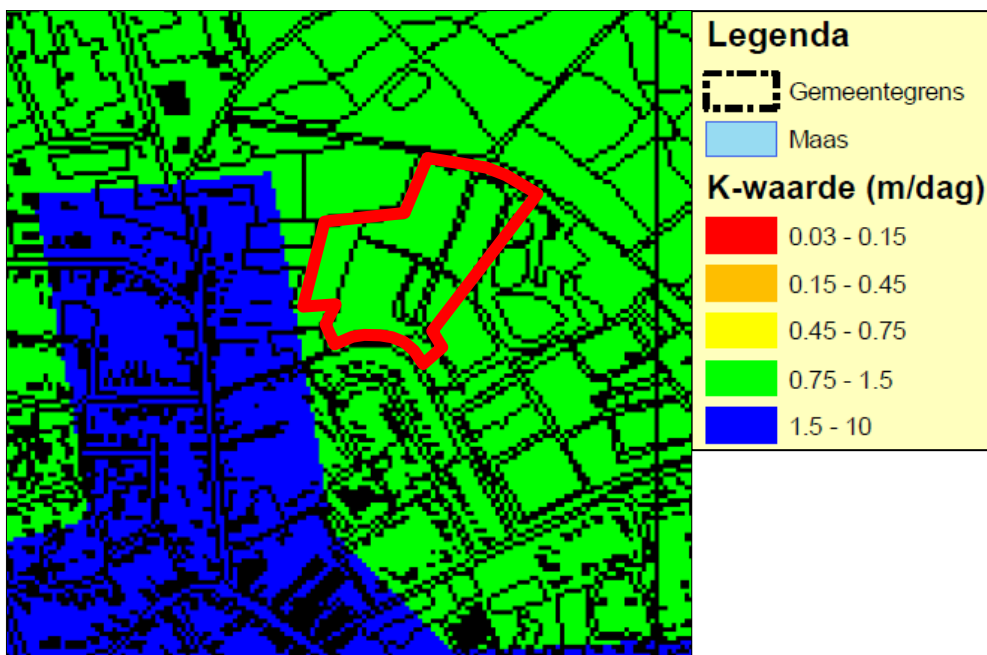 Legenda
Gemeentegrens
Maas
K-waarde (m/dag)
0.03 - 0.15
0.15 - 0.45
0.45 - 0.75
0.75 - 1.5
1.5 - 10